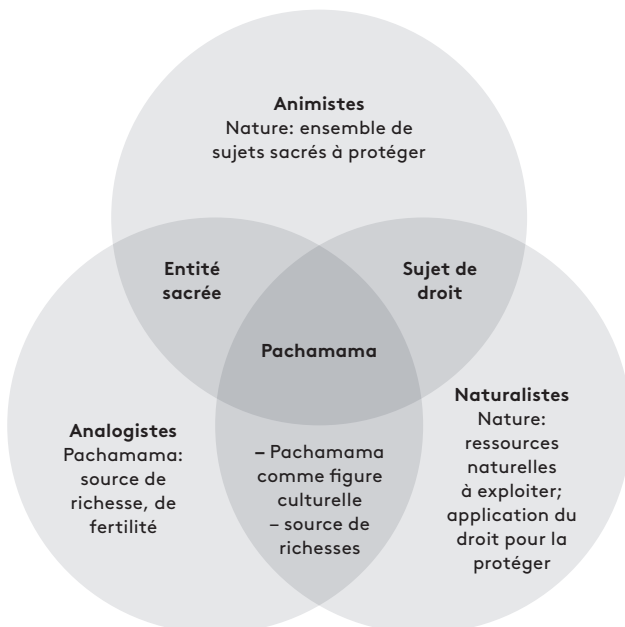 Animistes
Nature: ensemble de
sujets sacrés à protéger
Entité
sacrée
Sujet de
droit
Pachamama
Analogistes
Pachamama:
source de
richesse, de
fertilité
– Pachamama
comme figure
culturelle
– source de
richesses
Naturalistes
Nature:
ressources
naturelles
à exploiter;
application du
droit pour la
protéger